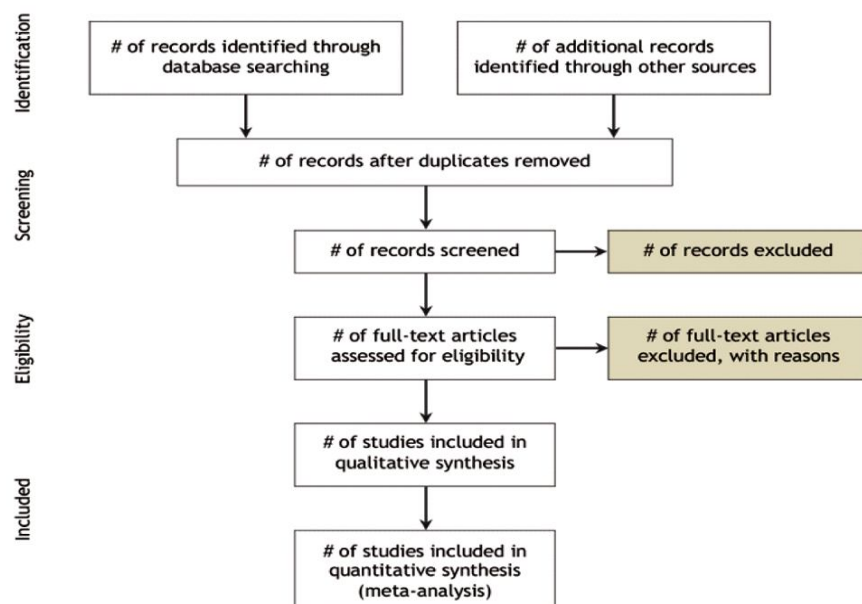 Identification
# of records identified through
database searching
# of additional records
identified through other sources
# of records after duplicates removed
Screening
# of records screened
# of records excluded
Eligibility
# of full-text articles
assessed for eligibility
# of full-text articles
excluded, with reasons
Included
# of studies included in
qualitative synthesis
# of studies included in
quantitative synthesis
(meta-analysis)